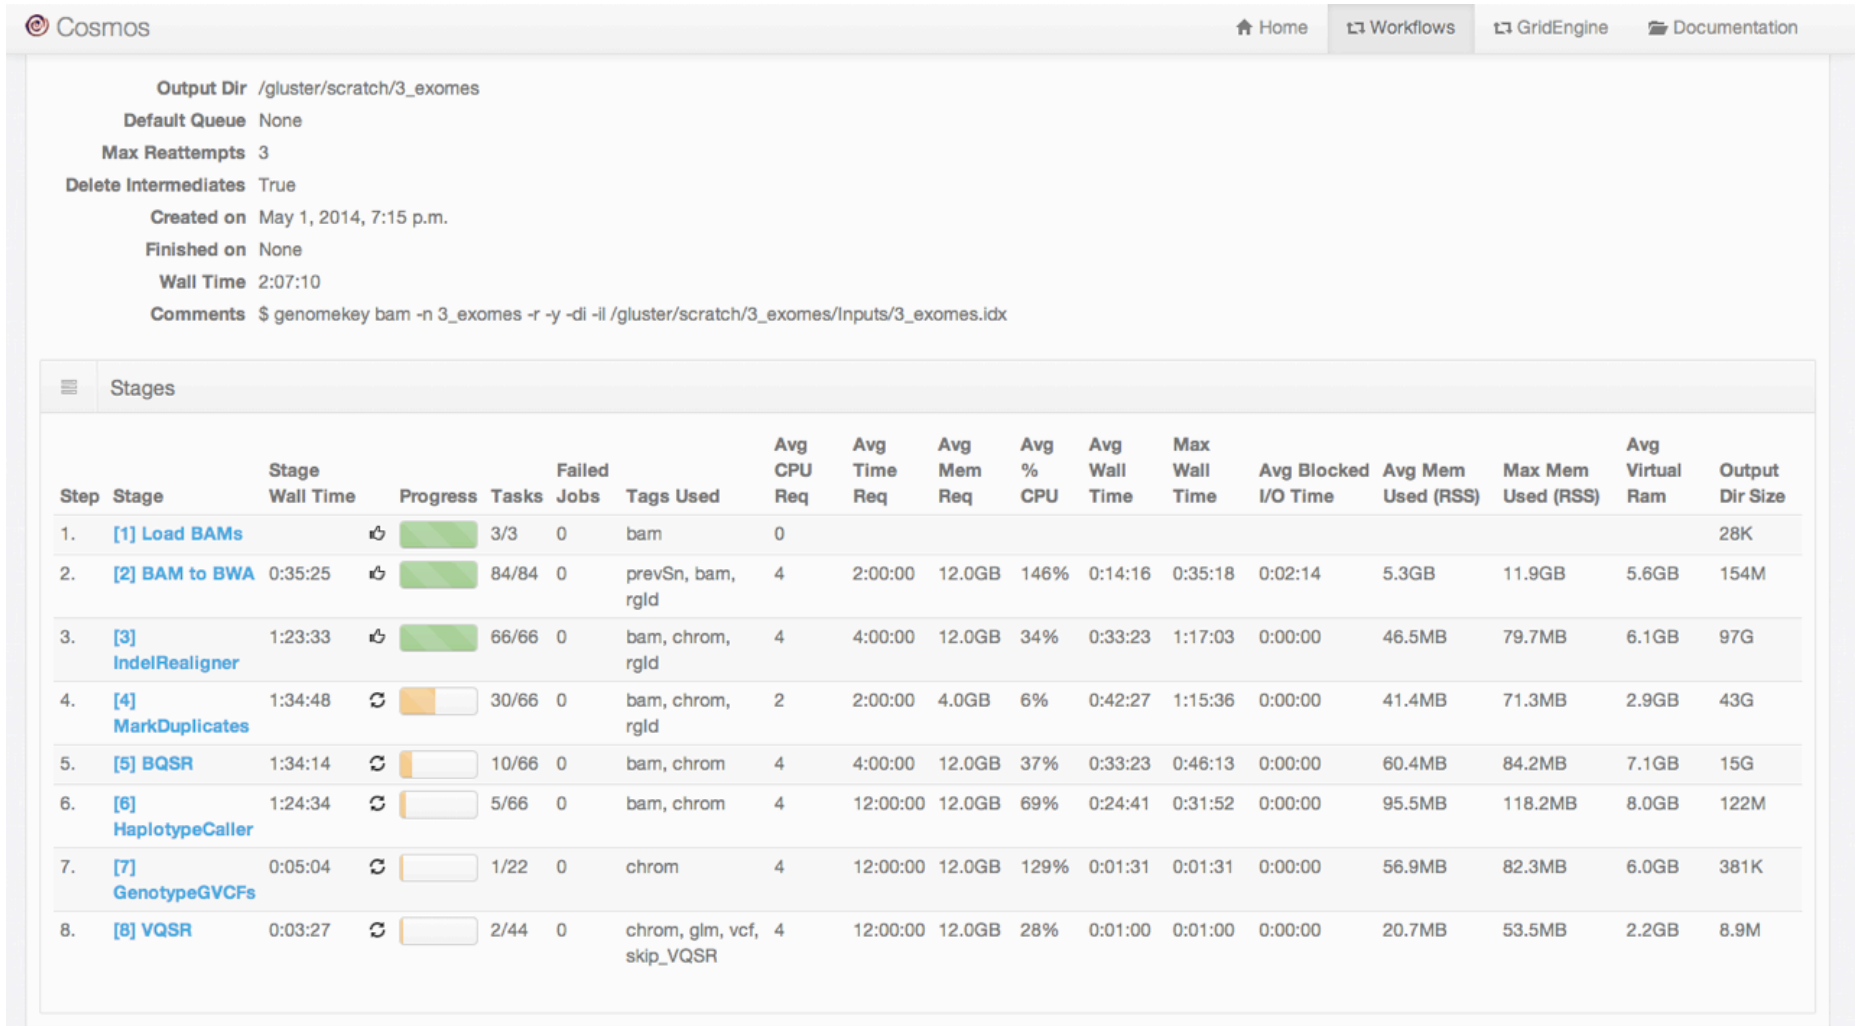 Cosmos Home Workflows GridEngine Documentation
Output Dir /gluster/scratch/3_exomes
Default Queue None
Max Reattempts 3
Delete Intermediates True
Created on May 1, 2014, 7:15 p.m.
Finished on None
Wall Time 2:07:10
Comments $ genomekey bam -n 3_exomes -r -y -di -il /gluster/scratch/3_exomes/Inputs/3_exomes.idx
Stages
Avg Avg Avg Avg Avg Max Avg
Stage Failed CPU Time Mem % Wall Wall Avg Blocked Avg Mem Max Mem Virtual Output
Step Stage Wall Time Progress Tasks Jobs Tags Used Req Req Req CPU Time Time I/O Time Used (RSS) Used (RSS) Ram Dir Size
1. [1] Load BAMs 3/3 0 bam 0 28K
2. [2] BAM to BWA 0:35:25 84/84 0 prevSn, bam, 4 2:00:00 12.0GB 146% 0:14:16 0:35:18 0:02:14 5.3GB 11.9GB 5.6GB 154M
rgId
3. [3] 1:23:33 66/66 0 bam, chrom, 4 4:00:00 12.0GB 34% 0:33:23 1:17:03 0:00:00 46.5MB 79.7MB 6.1GB 97G
IndelRealigner rgId
4. [4] 1:34:48 30/66 0 bam, chrom, 2 2:00:00 4.0GB 6% 0:42:27 1:15:36 0:00:00 41.4MB 71.3MB 2.9GB 43G
MarkDuplicates rgId
5. [5] BQSR 1:34:14 10/66 0 bam, chrom 4 4:00:00 12.0GB 37% 0:33:23 0:46:13 0:00:00 60.4MB 84.2MB 7.1GB 15G
6. [6] 1:24:34 5/66 0 bam, chrom 4 12:00:00 12.0GB 69% 0:24:41 0:31:52 0:00:00 95.5MB 118.2MB 8.0GB 122M
HaplotypeCaller
7. [7] 0:05:04 1/22 0 chrom 4 12:00:00 12.0GB 129% 0:01:31 0:01:31 0:00:00 56.9MB 82.3MB 6.0GB 381K
GenotypeGVCFs
8. [8] VQSR 0:03:27 2/44 0 chrom, glm, vcf, 4 12:00:00 12.0GB 28% 0:01:00 0:01:00 0:00:00 20.7MB 53.5MB 2.2GB 8.9M
skip_VQSR